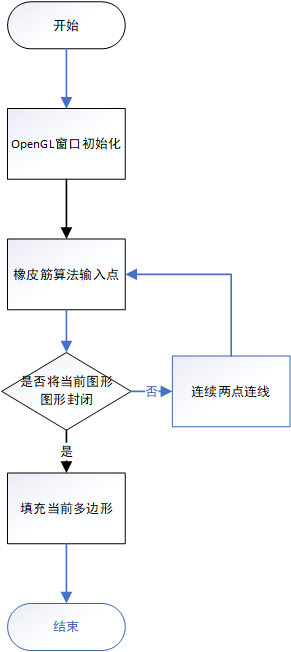 开始
OpenGL窗口初始化
橡皮筋算法输入点
是否将当前图形
图形封闭
否
连续两点连线
是
填充当前多边形
结束